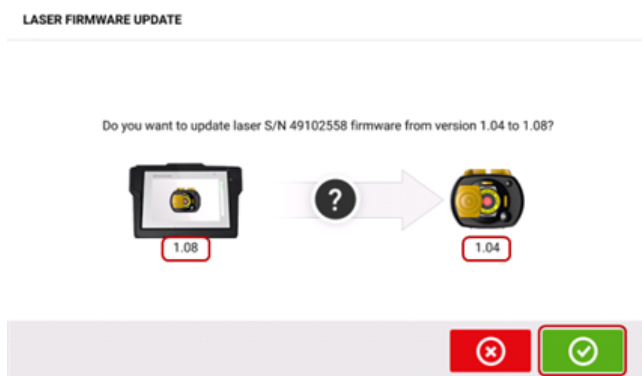 LASER FIRMWARE UPDATE
Do you want to update laser S/N 49102558 firmware from version 1.04 to 1.08?
?
1.08
1.04